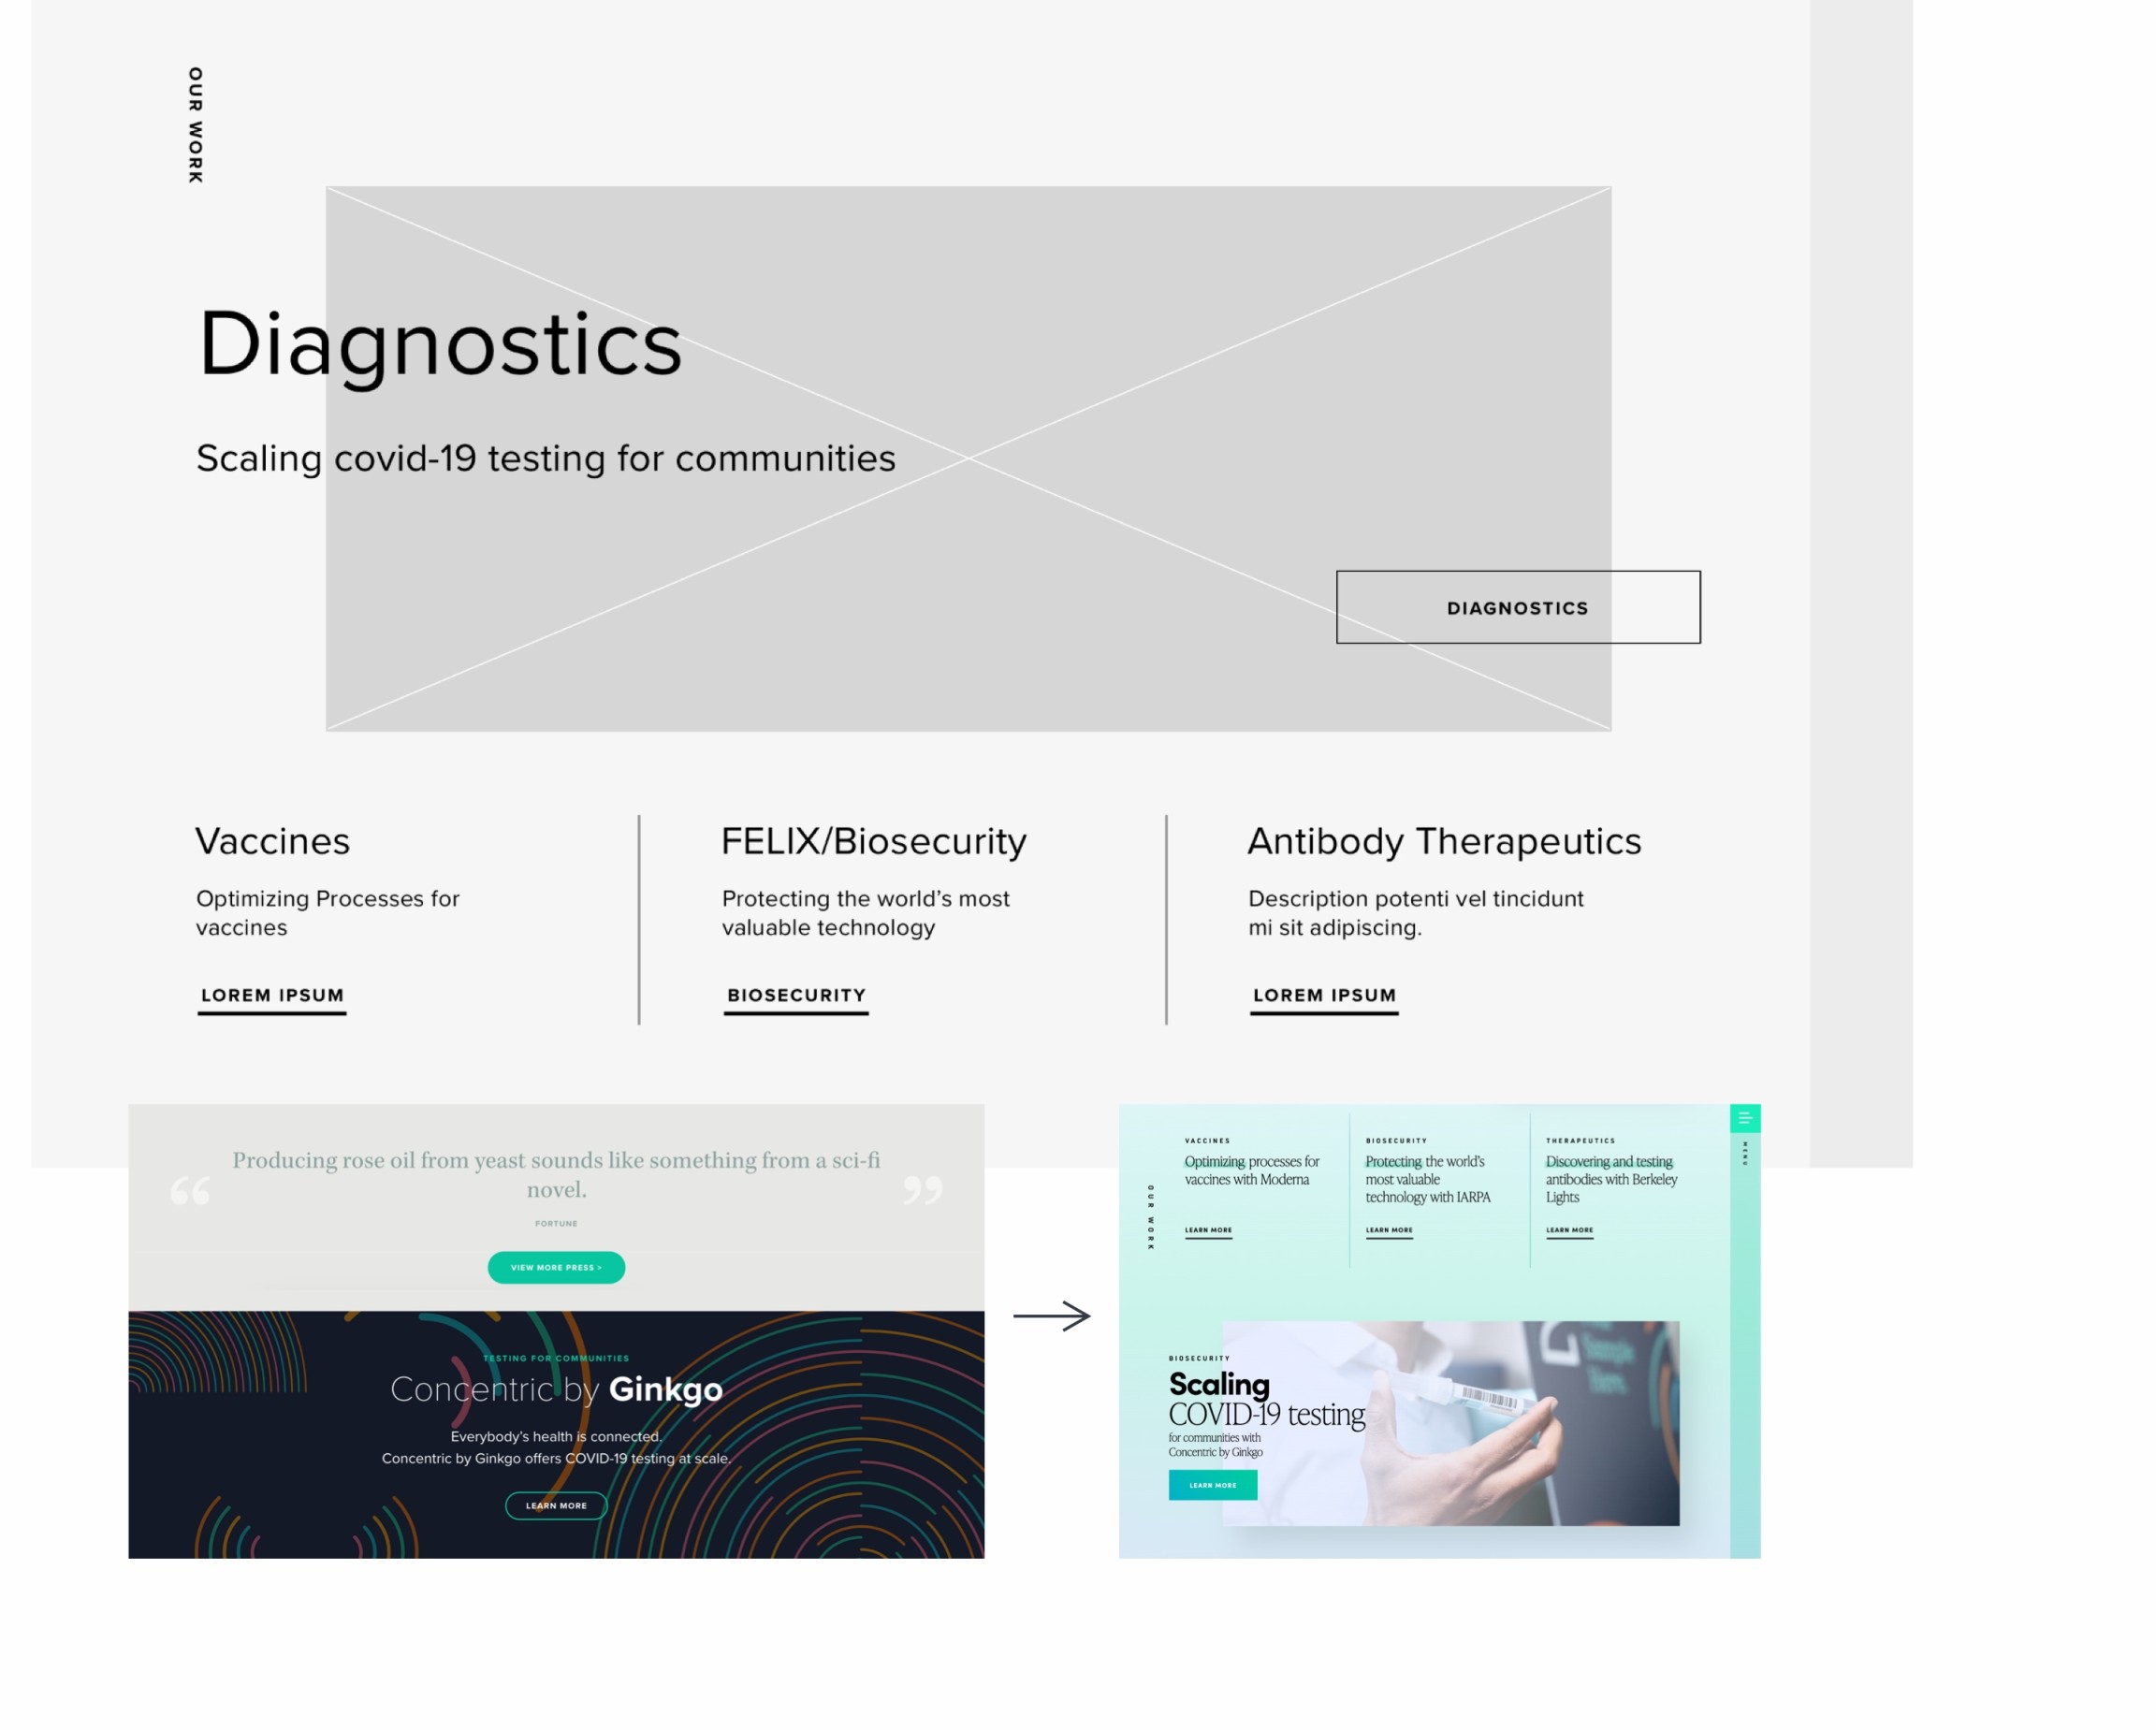 OUR WORK
Diagnostics
Scaling covid-19 testing for communities
DIAGNOSTICS
Vaccines
Optimizing Processes for
vaccines
LOREM IPSUM
FELIX/Biosecurity
Protecting the world’s most
valuable technology
BIOSECURITY
Antibody Therapeutics
Description potenti vel tincidunt
mi sit adipiscing.
LOREM IPSUM
“
Producing rose oil from yeast sounds like something from a sci-fi
novel.
”
FORTUNE
VIEW MORE PRESS >
TESTING FOR COMMUNITIES
Concentric by Ginkgo
Everybody’s health is connected.
Concentric by Ginkgo offers COVID-19 testing at scale.
LEARN MORE
MENU
OUR WORK
VACCINES
Optimizing processes for
vaccines with Moderna
LEARN MORE
BIOSECURITY
Protecting the world’s
most valuable
technology with IARPA
LEARN MORE
THERAPEUTICS
Discovering and testing
antibodies with Berkeley
Lights
LEARN MORE
BIOSECURITY
Scaling
COVID-19 testing
for communities with
Concentric by Ginkgo
LEARN MORE